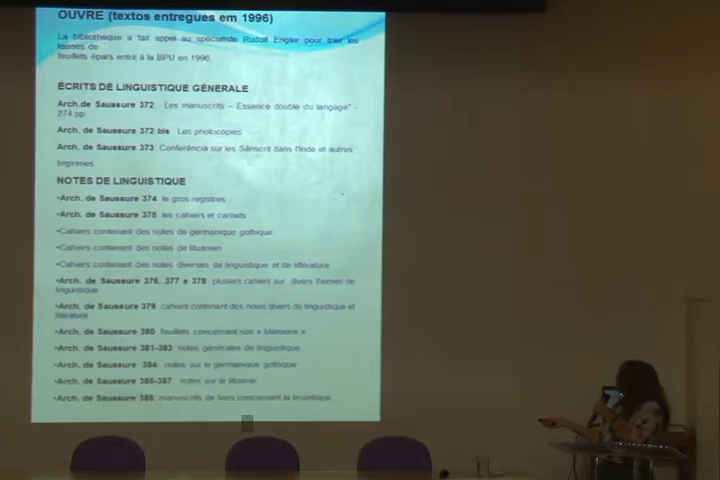 OUVRE (textos entregues em 1996)
La bibliothèque a fait appel au spécialiste Rudolf Engler pour trier les liasses de
feuillets épars entré à la BPU en 1996.
ÉCRITS DE LINGUISTIQUE GÉNERALE
Arch.de Saussure 372: Les manuscrits – Essence double du langage" -
274 pp.
Arch. de Saussure 372 bis Les photocopies
Arch. de Saussure 373 Conferência sur les Sânscrit dans l'Inde et autres
Imprimes
NOTES DE LINGUISTIQUE
•Arch. de Saussure 374 le gros registres
•Arch. de Saussure 375 les cahiers et carnets
•Cahiers contenant des notes de germanique gothique
•Cahiers contenant des notes de lituanien
•Cahiers contenant des notes diverses de linguistique et de littérature
•Arch. de Saussure 376, 377 e 378 plusiers cahiers sur divers themes de
linguistique
•Arch. de Saussure 379 cahiers contenant des notes divers de linguistique et
litérature
•Arch. de Saussure 380 feuillets concernant son « Mémoire »
•Arch. de Saussure 381-383 notes générales de linguistique
•Arch. de Saussure 384 notes sur le germanique gothique
•Arch. de Saussure 385-387 notes sur le lituanie
•Arch. de Saussure 388 manuscrits de tiers concernant la linguistique